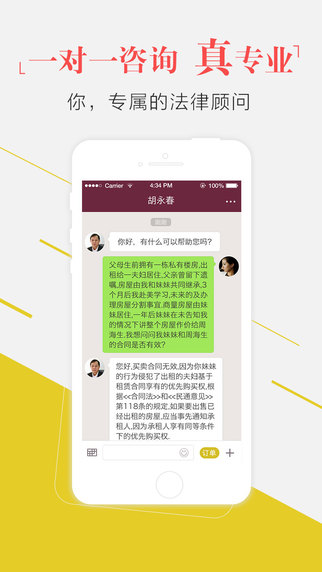 一对一咨询 真专业
你，专属的法律顾问
Carrier 4:34 PM 100%
胡永春
你好，有什么可以帮助您吗?
父母生前拥有一栋私有楼房,出
租给一夫妇居住,父亲曾留下遗
嘱,房屋由我和妹妹共同继承,3
个月后我赴美学习,未来的及办
理房屋分割事宜,商量房屋由妹
妹居住,一年后妹妹在未告知我
的情况下讲整个房屋作价给周
海生,我想问问我妹和周海生
的合同是否有效?
您好,买卖合同无效,因为你妹妹
的行为侵犯了出租的夫妇基于
租赁合同享有的优先购买权,根
据<<合同法>>和<<民通意见>>
第118条的规定,如果要出售已
经出租的房屋,应当事先通知承
租人,因为承租人享有同等条件
下的优先购买权.
订单